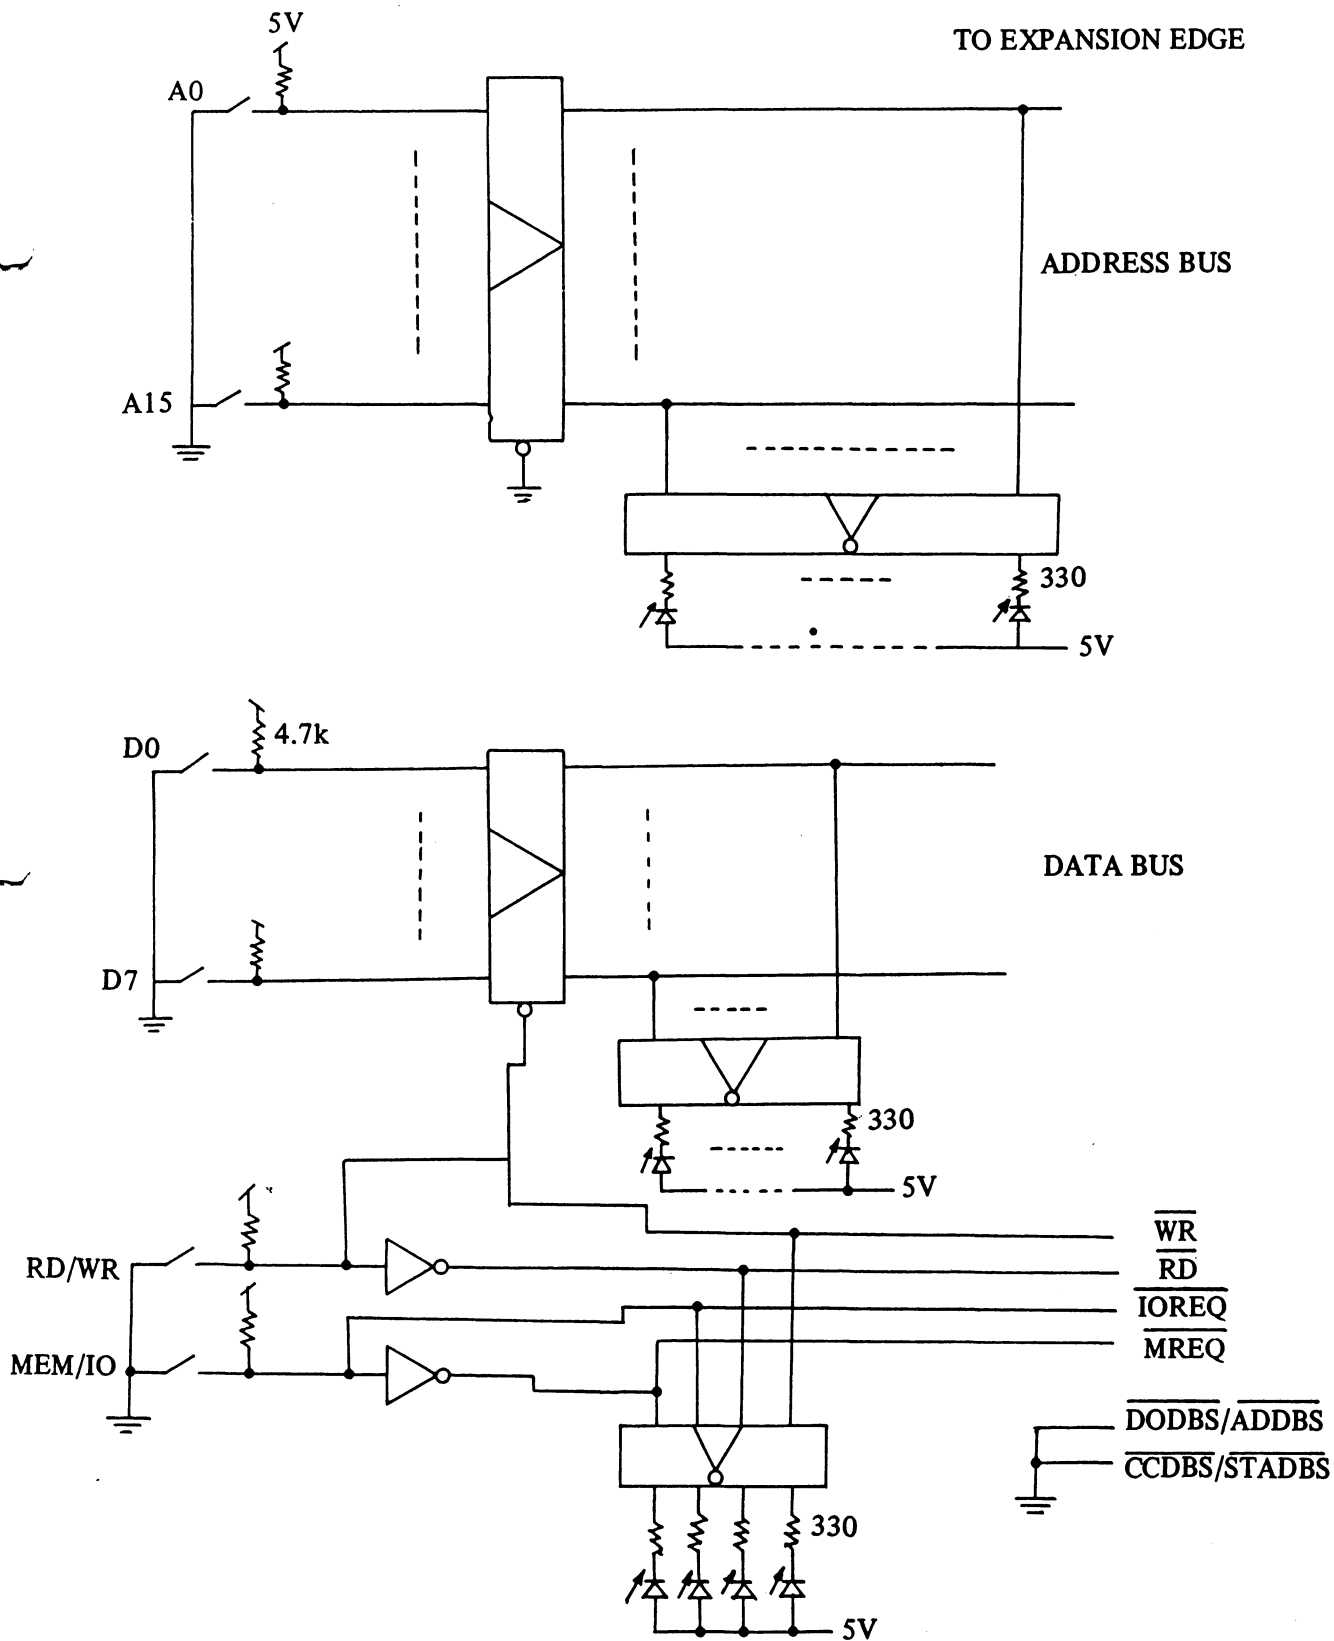 5V
TO EXPANSION EDGE
A0
ADDRESS BUS
A15
330
5V
D0
4.7k
DATA BUS
D7
330
5V
WR
RD/WR
RD
IOREQ
MEM/IO
MREQ
DODBS/ADDBS
CCDBS/STADBS
330
5V